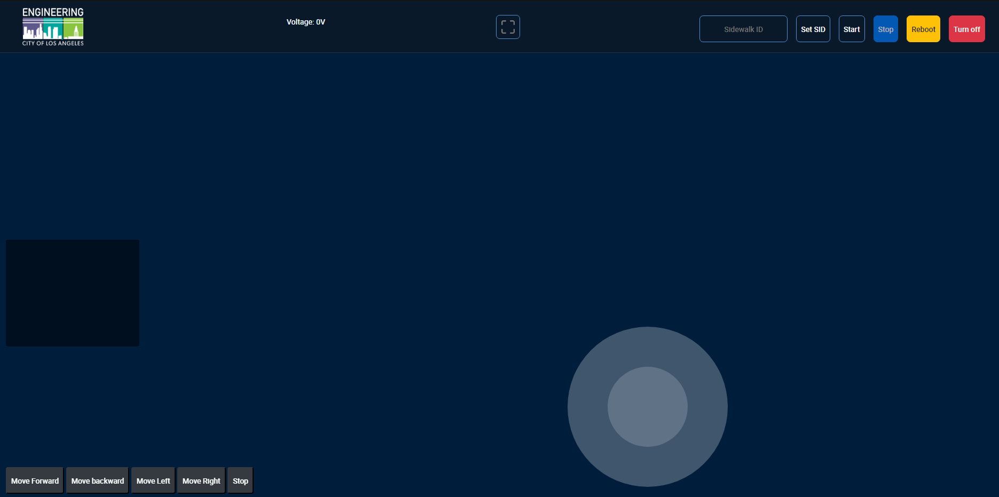 ENGINEERING
CITY OF LOS ANGELES
Voltage: 0V
Sidewalk ID
Set SID
Start
Stop
Reboot
Turn off
Move Forward
Move backward
Move Left
Move Right
Stop